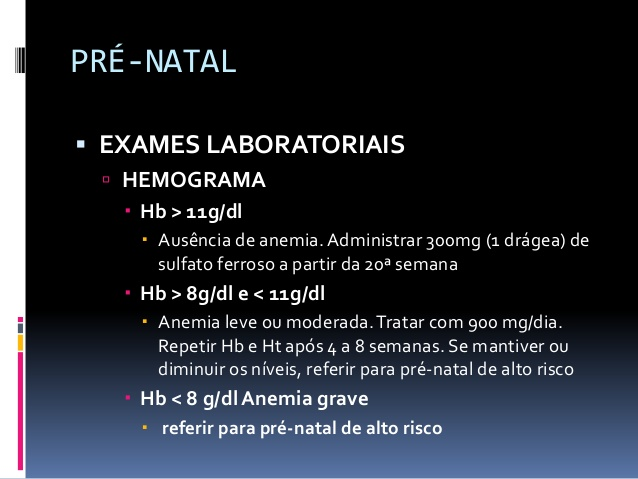 PRÉ-NATAL
EXAMES LABORATORIAIS
HEMOGRAMA
Hb > 11g/dl
Ausência de anemia. Administrar 300mg (1 drágea) de
sulfato ferroso a partir da 20ª semana
Hb > 8g/dl e < 11g/dl
Anemia leve ou moderada. Tratar com 900 mg/dia.
Repetir Hb e Ht após 4 a 8 semanas. Se mantiver ou
diminuir os níveis, referir para pré-natal de alto risco
Hb < 8 g/dl Anemia grave
referir para pré-natal de alto risco